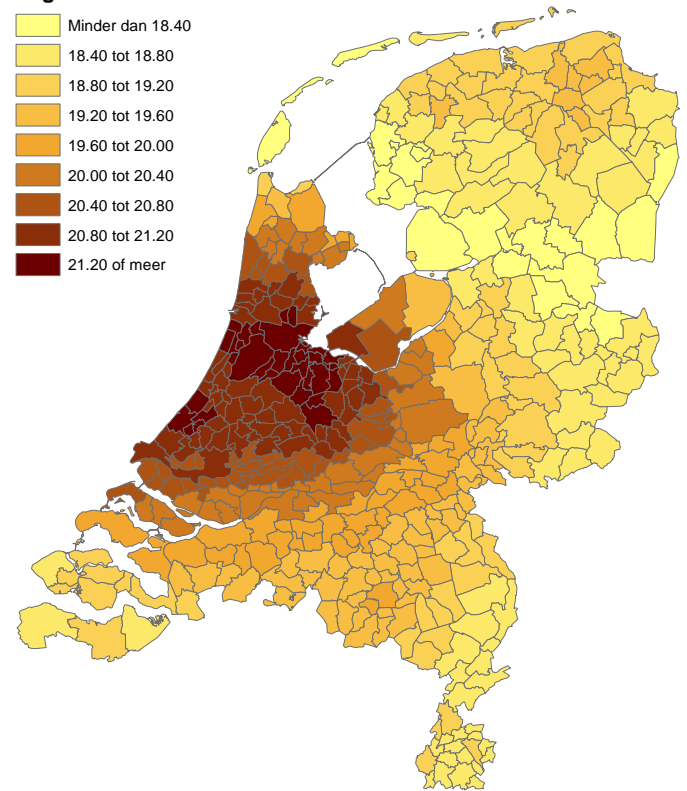 Minder dan 18.40
18.40 tot 18.80
18.80 tot 19.20
19.20 tot 19.60
19.60 tot 20.00
20.00 tot 20.40
20.40 tot 20.80
20.80 tot 21.20
21.20 of meer